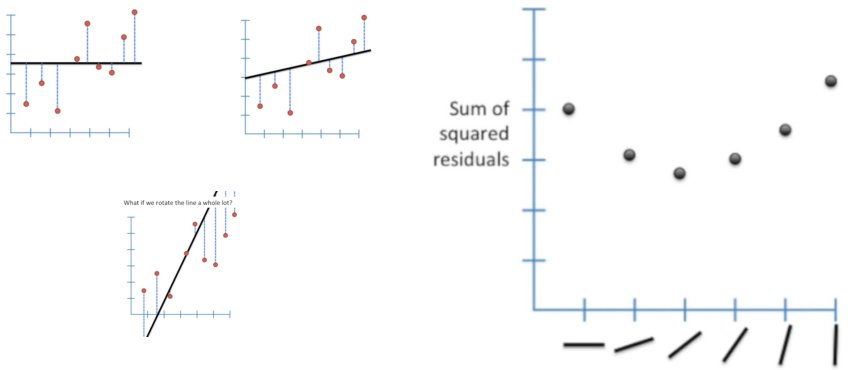 What if we rotate the line a whole lot?
Sum of
squared
residuals